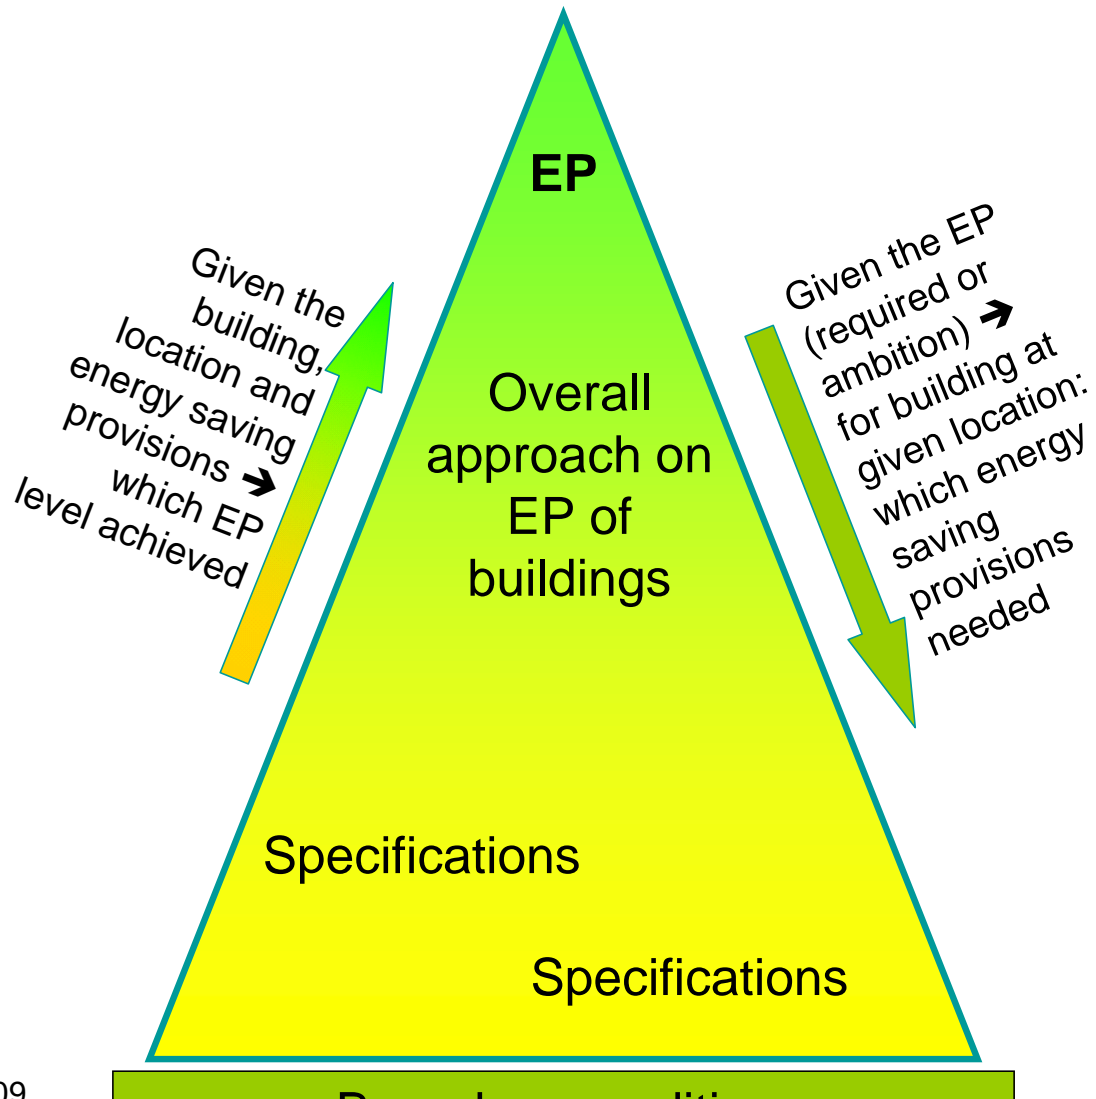 EP
Given the
building,
location and
energy saving
provisions ➔
which EP
level achieved
Given the EP
(required or
ambition) ➔
for building at
given location:
which energy
saving
provisions
needed
Overall
approach on
EP of
buildings
Specifications
Specifications
09